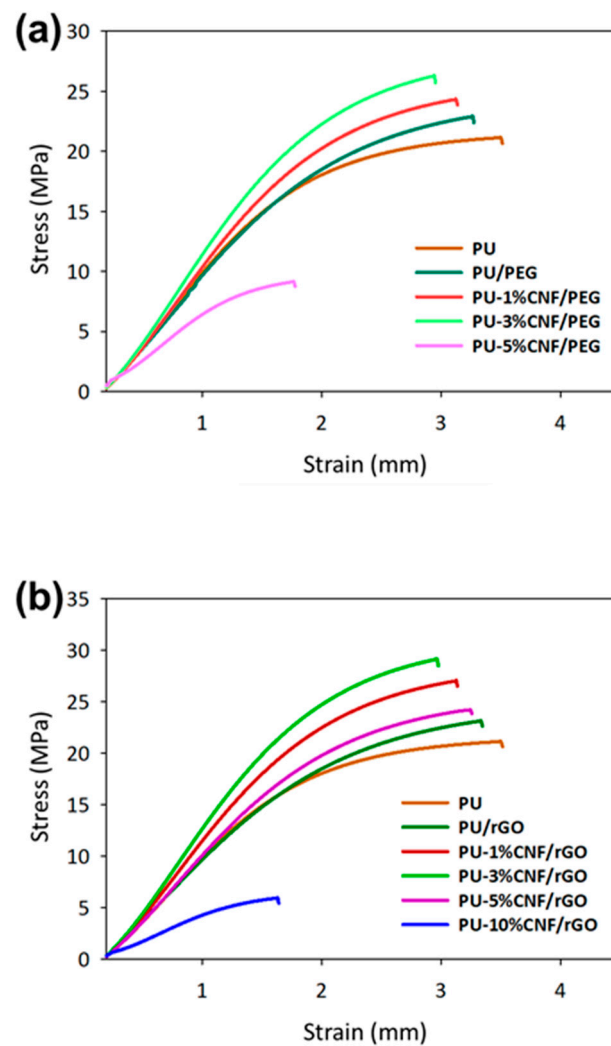 (a)
30
25
20
15
10
5
0
Stress (MPa)
PU
PU/PEG
PU-1%CNF/PEG
PU-3%CNF/PEG
PU-5%CNF/PEG
1 2 3 4
Strain (mm)
(b)
35
30
25
20
15
10
5
0
Stress (MPa)
PU
PU/rGO
PU-1%CNF/rGO
PU-3%CNF/rGO
PU-5%CNF/rGO
PU-10%CNF/rGO
1 2 3 4
Strain (mm)